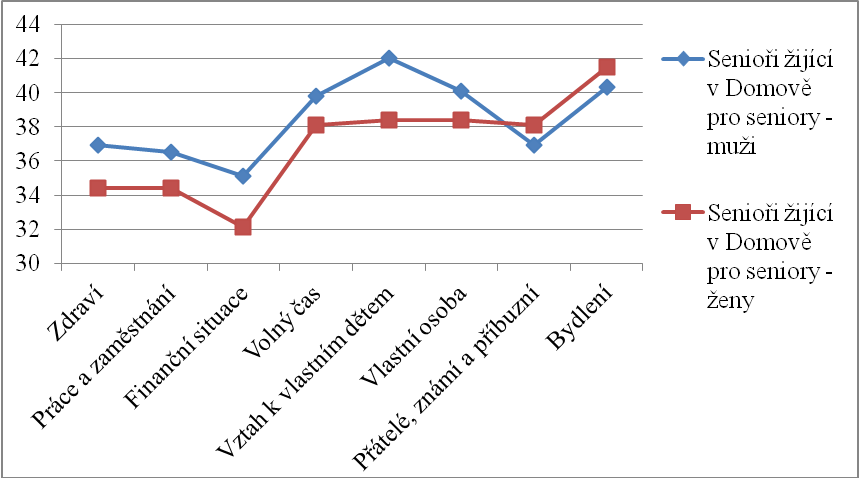 44
42
40
38
36
34
32
30
Zdraví
Práce a zaměstnání
Finanční situace
Volný čas
Vztah k vlastním dětem
Vlastní osoba
Přátelé, známí a příbuzní
Bydlení
Senioři žijící
v Domově
pro seniory -
muži
Senioři žijící
v Domově
pro seniory -
ženy